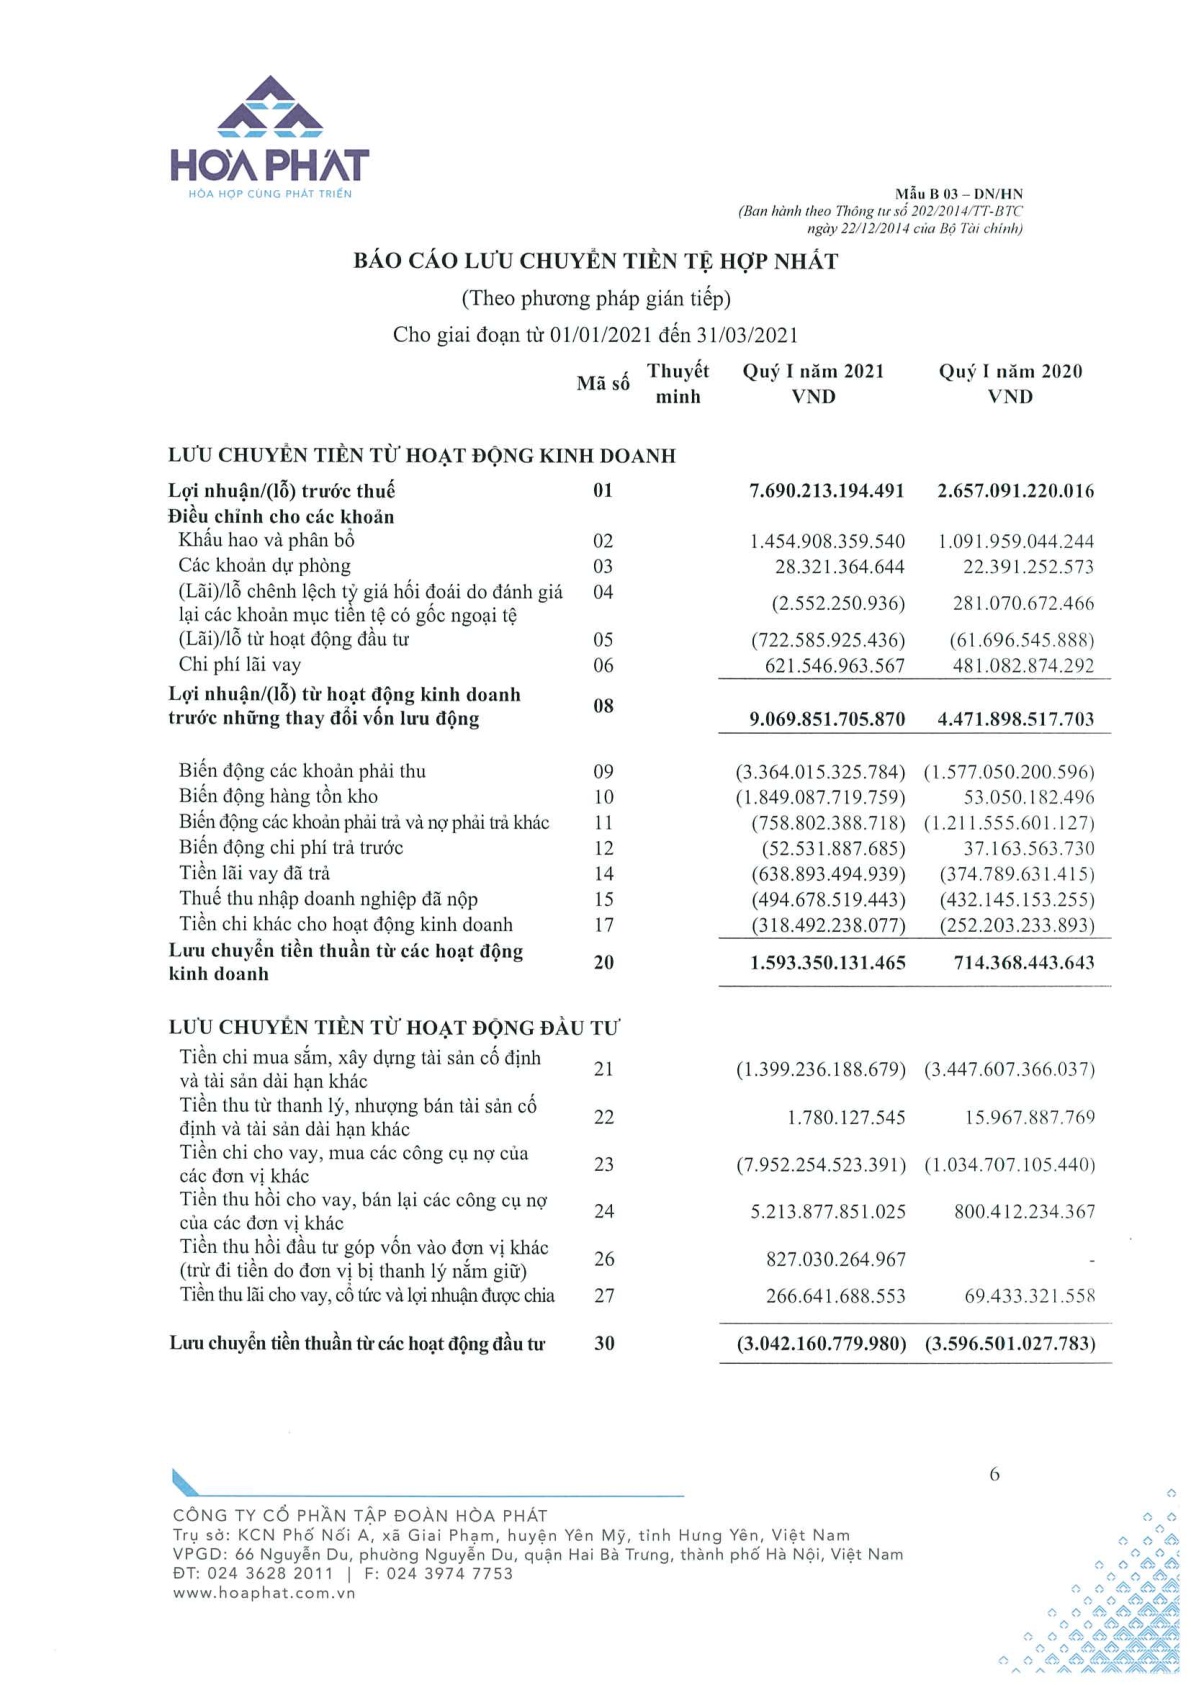 HÒA PHÁT
HÒA HỢP CÙNG PHÁT TRIỂN
Mẫu B 03 – DN/HN
(Ban hành theo Thông tư số 202/2014/TT-BTC
ngày 22/12/2014 của Bộ Tài chính)
BÁO CÁO LƯU CHUYỂN TIỀN TỆ HỢP NHẤT
(Theo phương pháp gián tiếp)
Cho giai đoạn từ 01/01/2021 đến 31/03/2021
Mã số Thuyết minh Quý I năm 2021 VND Quý I năm 2020 VND
LƯU CHUYỂN TIỀN TỪ HOẠT ĐỘNG KINH DOANH
Lợi nhuận/(lỗ) trước thuế 01 7.690.213.194.491 2.657.091.220.016
Điều chỉnh cho các khoản
Khấu hao và phân bổ 02 1.454.908.359.540 1.091.959.044.244
Các khoản dự phòng 03 28.321.364.644 22.391.252.573
(Lãi)/lỗ chênh lệch tỷ giá hối đoái do đánh giá
lại các khoản mục tiền tệ có gốc ngoại tệ 04 (2.552.250.936) 281.070.672.466
(Lãi)/lỗ từ hoạt động đầu tư 05 (722.585.925.436) (61.696.545.888)
Chi phí lãi vay 06 621.546.963.567 481.082.874.292
Lợi nhuận/(lỗ) từ hoạt động kinh doanh
trước những thay đổi vốn lưu động 08 9.069.851.705.870 4.471.898.517.703
Biến động các khoản phải thu 09 (3.364.015.325.784) (1.577.050.200.596)
Biến động hàng tồn kho 10 (1.849.087.719.759) 53.050.182.496
Biến động các khoản phải trả và nợ phải trả khác 11 (758.802.388.718) (1.211.555.601.127)
Biến động chi phí trả trước 12 (52.531.887.685) 37.163.563.730
Tiền lãi vay đã trả 14 (638.893.494.939) (374.789.631.415)
Thuế thu nhập doanh nghiệp đã nộp 15 (494.678.519.443) (432.145.153.255)
Tiền chi khác cho hoạt động kinh doanh 17 (318.492.238.077) (252.203.233.893)
Lưu chuyển tiền thuần từ các hoạt động
kinh doanh 20 1.593.350.131.465 714.368.443.643
LƯU CHUYỂN TIỀN TỪ HOẠT ĐỘNG ĐẦU TƯ
Tiền chi mua sắm, xây dựng tài sản cố định
và tài sản dài hạn khác 21 (1.399.236.188.679) (3.447.607.366.037)
Tiền thu từ thanh lý, nhượng bán tài sản cố
định và tài sản dài hạn khác 22 1.780.127.545 15.967.887.769
Tiền chi cho vay, mua các công cụ nợ của
các đơn vị khác 23 (7.952.254.523.391) (1.034.707.105.440)
Tiền thu hồi cho vay, bán lại các công cụ nợ
của các đơn vị khác 24 5.213.877.851.025 800.412.234.367
Tiền thu hồi đầu tư góp vốn vào đơn vị khác
(trừ đi tiền do đơn vị bị thanh lý nắm giữ) 26 827.030.264.967 -
Tiền thu lãi cho vay, cổ tức và lợi nhuận được chia 27 266.641.688.553 69.433.321.558
Lưu chuyển tiền thuần từ các hoạt động đầu tư 30 (3.042.160.779.980) (3.596.501.027.783)
6
CÔNG TY CỔ PHẦN TẬP ĐOÀN HÒA PHÁT
Trụ sở: KCN Phố Nối A, xã Giai Phạm, huyện Yên Mỹ, tỉnh Hưng Yên, Việt Nam
VPGD: 66 Nguyễn Du, phường Nguyễn Du, quận Hai Bà Trưng, thành phố Hà Nội, Việt Nam
ĐT: 024 3628 2011 | F: 024 3974 7753
www.hoaphat.com.vn